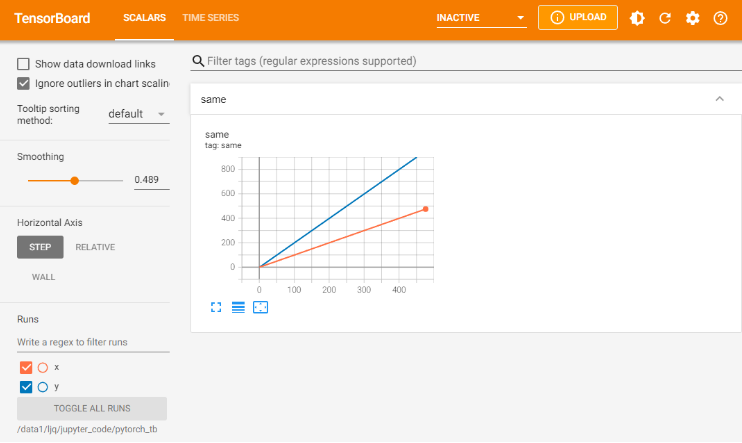 TensorBoard
SCALARS
TIME SERIES
INACTIVE
UPLOAD
Show data download links
Ignore outliers in chart scaling
Tooltip sorting
method:
default
Smoothing
0.489
Horizontal Axis
STEP
RELATIVE
WALL
Runs
Write a regex to filter runs
x
y
TOGGLE ALL RUNS
/data1/ljq/jupyter_code/pytorch_tb
Filter tags (regular expressions supported)
same
same
tag: same
800
600
400
200
0
0 100 200 300 400